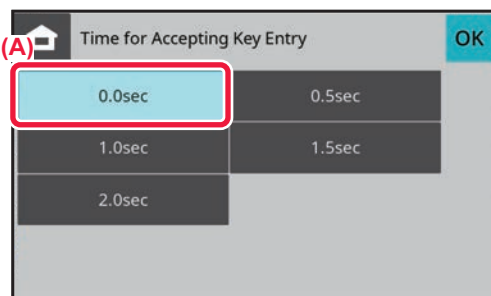 (A)
Time for Accepting Key Entry OK
0.0sec 0.5sec
1.0sec 1.5sec
2.0sec